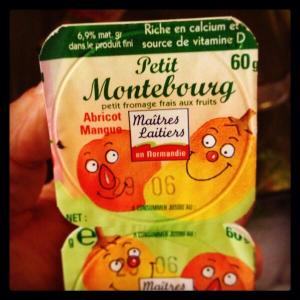 6,9% mat. gr
dans le produit fini
Riche en calcium et
source de vitamine D
Petit
Montebourg
60g
petit fromage frais aux fruits
Abricot
Mangue
Maîtres
Laitiers
en Normandie
06
A CONSOMMER JUSQU'AU :
NET :
A CONSOMMER JUSQU'AU :
g e
60g
06
Maîtres